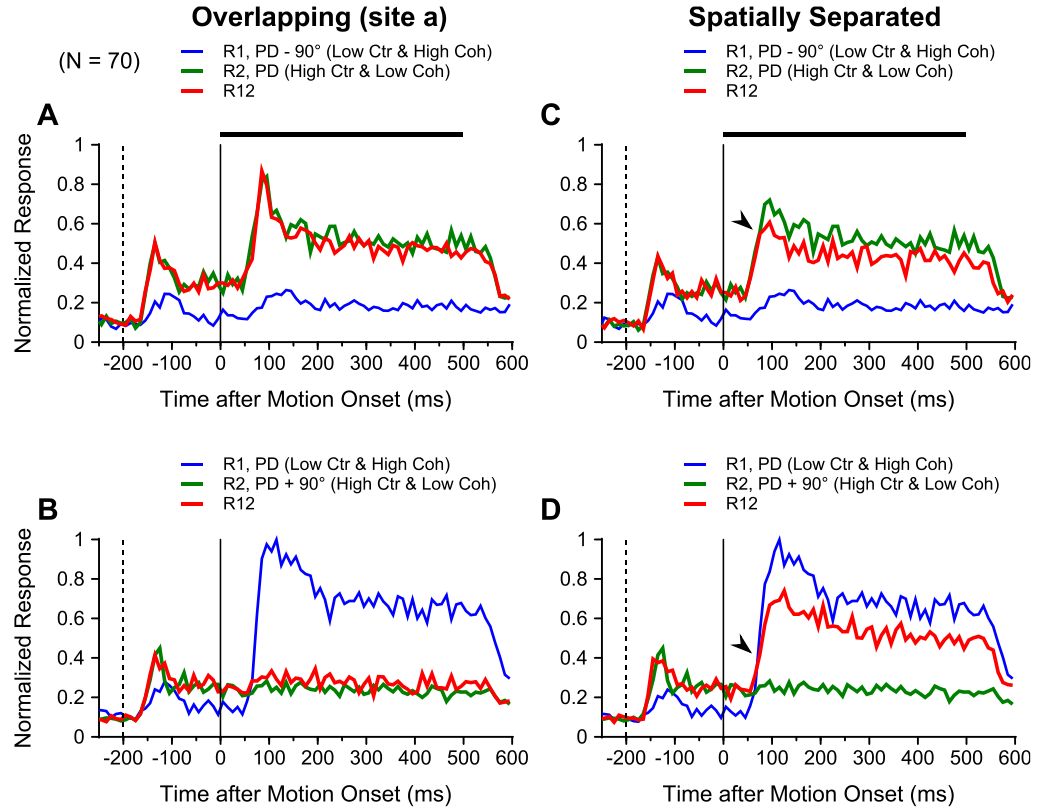 Overlapping (site a)
Spatially Separated
(N = 70)
R1, PD - 90° (Low Ctr & High Coh)
R2, PD (High Ctr & Low Coh)
R12
R1, PD - 90° (Low Ctr & High Coh)
R2, PD (High Ctr & Low Coh)
R12
A
Normalized Response
1
0.8
0.6
0.4
0.2
0
-200 -100 0 100 200 300 400 500 600
Time after Motion Onset (ms)
C
1
0.8
0.6
0.4
0.2
0
-200 -100 0 100 200 300 400 500 600
Time after Motion Onset (ms)
R1, PD (Low Ctr & High Coh)
R2, PD + 90° (High Ctr & Low Coh)
R12
R1, PD (Low Ctr & High Coh)
R2, PD + 90° (High Ctr & Low Coh)
R12
B
Normalized Response
1
0.8
0.6
0.4
0.2
0
-200 -100 0 100 200 300 400 500 600
Time after Motion Onset (ms)
D
1
0.8
0.6
0.4
0.2
0
-200 -100 0 100 200 300 400 500 600
Time after Motion Onset (ms)